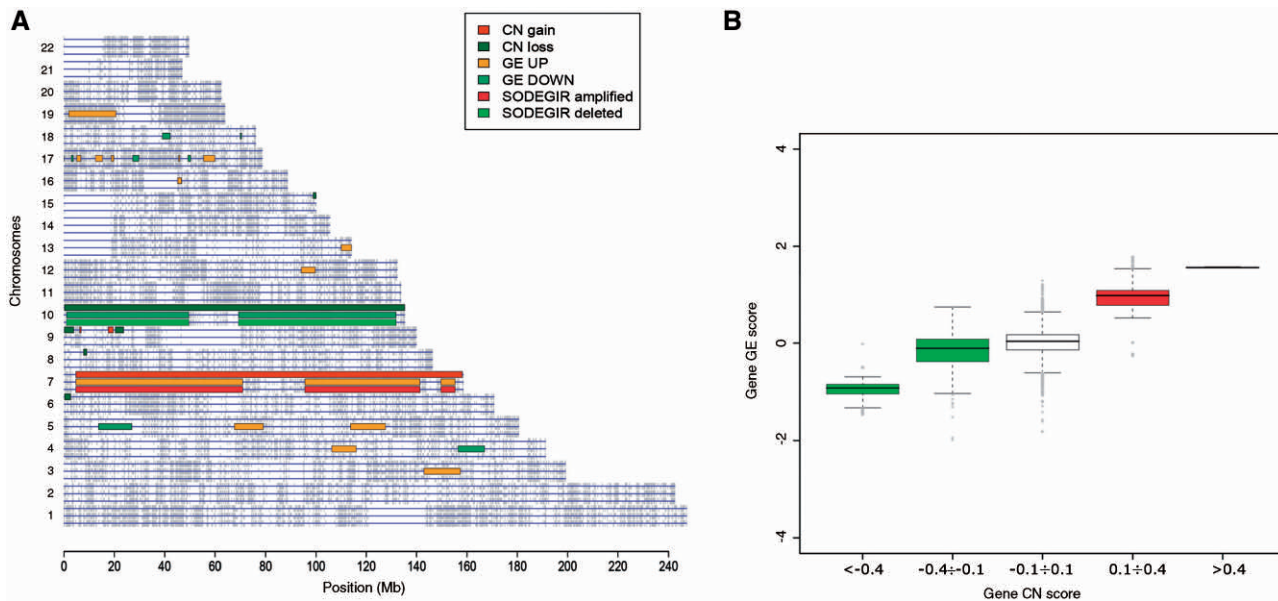 A
CN gain
CN loss
GE UP
GE DOWN
SODEGIR amplified
SODEGIR deleted
Chromosomes
22
21
20
19
18
17
16
15
14
13
12
11
10
9
8
7
6
5
4
3
2
1
0 20 40 60 80 100 120 140 160 180 200 220 240
Position (Mb)
B
Gene GE score
4
2
0
-2
-4
<-0.4 -0.4÷-0.1 -0.1÷0.1 0.1÷0.4 >0.4
Gene CN score